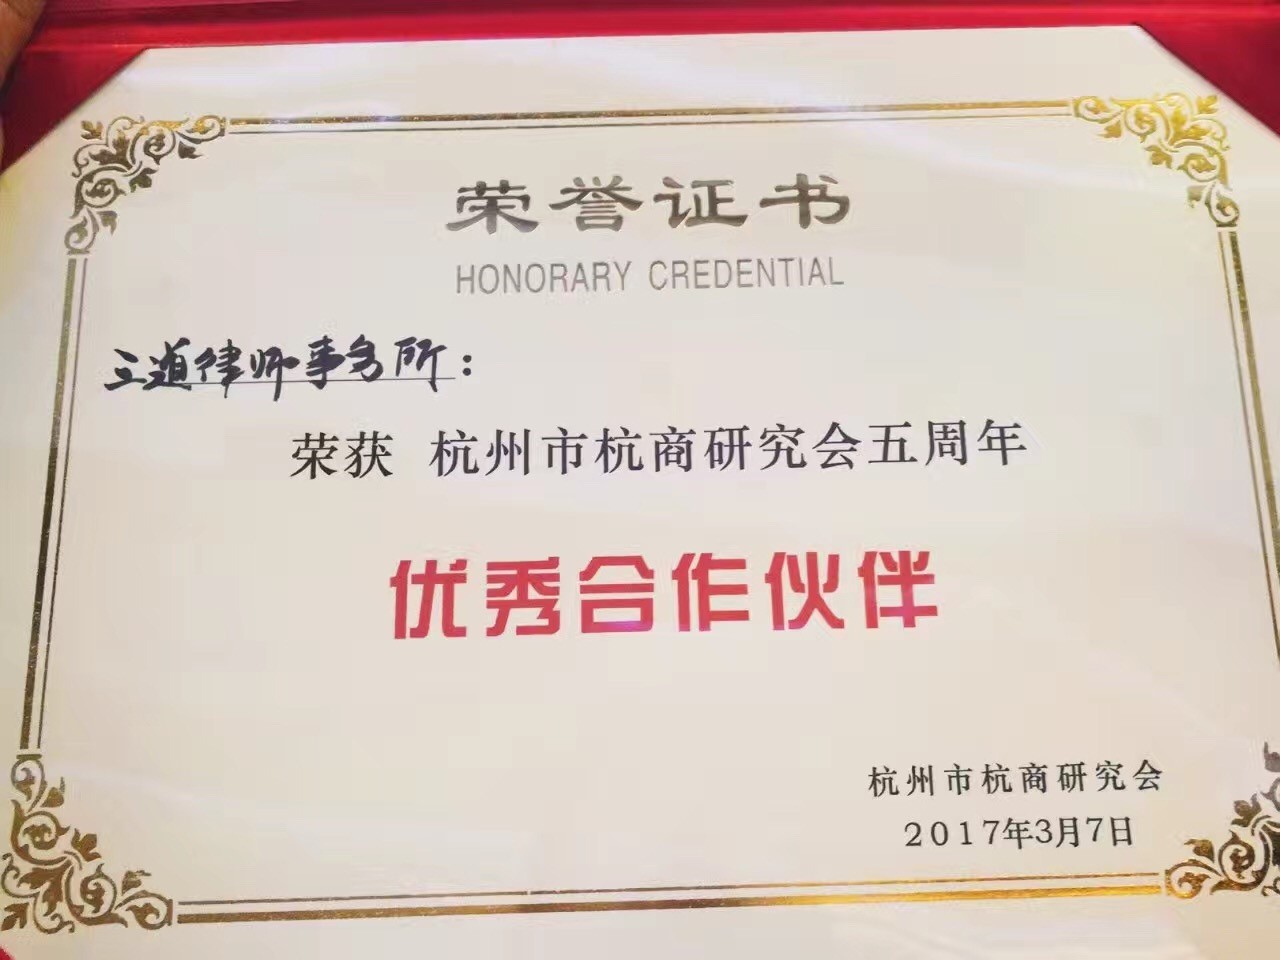 荣誉证书
HONORARY CREDENTIAL
三道律师事务所：
荣获 杭州市杭商研究会五周年
优秀合作伙伴
杭州市杭商研究会
2017年3月7日